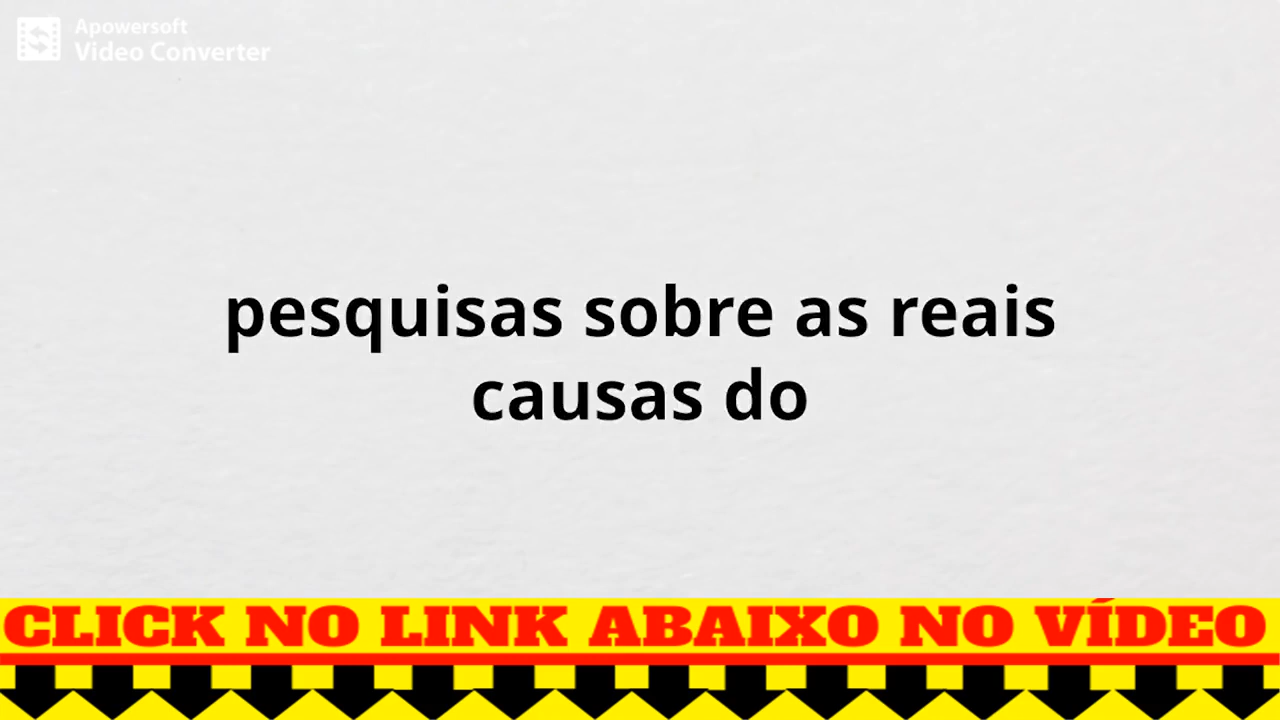 Apowersoft
Video Converter
pesquisas sobre as reais
causas do
CLICK NO LINK ABAIXO NO VÍDEO